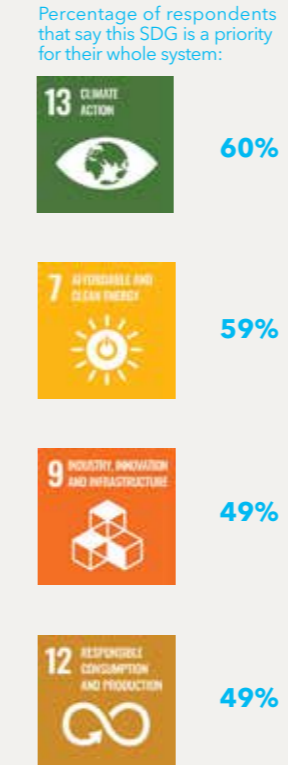 Percentage of respondents
that say this SDG is a priority
for their whole system:
13 CLIMATE
ACTION
60%
7 AFFORDABLE AND
CLEAN ENERGY
59%
9 INDUSTRY, INNOVATION
AND INFRASTRUCTURE
49%
12 RESPONSIBLE
CONSUMPTION
AND PRODUCTION
49%